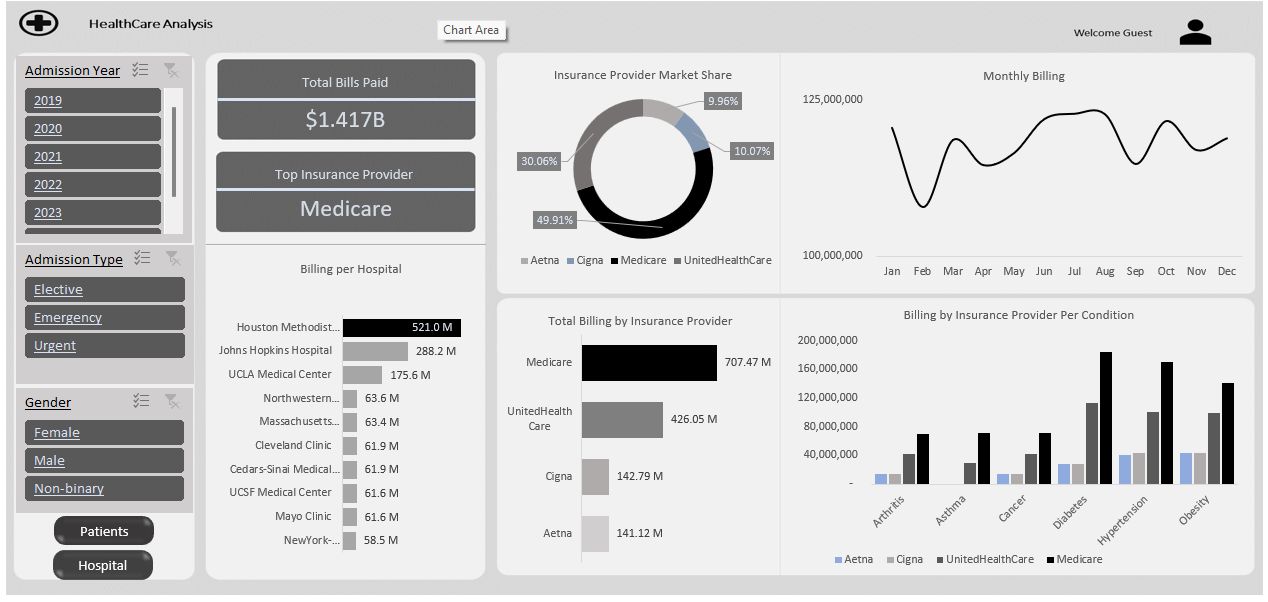 HealthCare Analysis
Chart Area
Welcome Guest
Admission Year
2019
2020
2021
2022
2023
Admission Type
Elective
Emergency
Urgent
Gender
Female
Male
Non-binary
Patients
Hospital
Total Bills Paid
$1.417B
Top Insurance Provider
Medicare
Billing per Hospital
Houston Methodist... 521.0 M
Johns Hopkins Hospital 288.2 M
UCLA Medical Center 175.6 M
Northwestern... 63.6 M
Massachusetts... 63.4 M
Cleveland Clinic 61.9 M
Cedars-Sinai Medical... 61.9 M
UCSF Medical Center 61.6 M
Mayo Clinic 61.6 M
NewYork-... 58.5 M
Insurance Provider Market Share
9.96%
10.07%
30.06%
49.91%
Aetna Cigna Medicare UnitedHealthCare
Monthly Billing
125,000,000
100,000,000
Jan Feb Mar Apr May Jun Jul Aug Sep Oct Nov Dec
Total Billing by Insurance Provider
Medicare 707.47 M
UnitedHealth
Care 426.05 M
Cigna 142.79 M
Aetna 141.12 M
Billing by Insurance Provider Per Condition
200,000,000
160,000,000
120,000,000
80,000,000
40,000,000
-
Arthritis Asthma Cancer Diabetes Hypertension Obesity
Aetna Cigna UnitedHealthCare Medicare